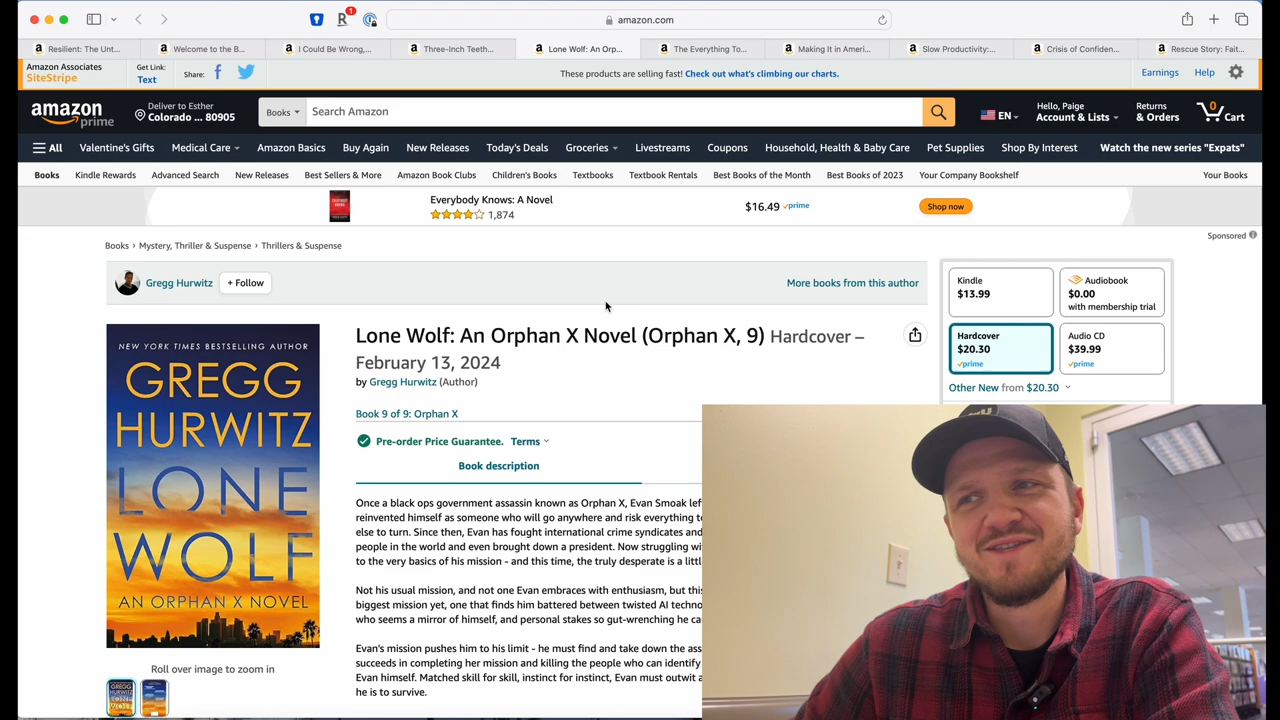 amazon.com
Resilient: The Unt...
Welcome to the B...
I Could Be Wrong,...
Three-Inch Teeth...
Lone Wolf: An Orp...
The Everything To...
Making It in Ameri...
Slow Productivity:...
Crisis of Confiden...
Rescue Story: Fait...
Amazon Associates
SiteStripe
Get Link:
Text
Share:
These products are selling fast! Check out what's climbing our charts.
Earnings
Help
amazon
prime
Deliver to Esther
Colorado ... 80905
Books
Search Amazon
EN
Hello, Paige
Account & Lists
Returns
& Orders
0
Cart
All Valentine's Gifts Medical Care Amazon Basics Buy Again New Releases Today's Deals Groceries Livestreams Coupons Household, Health & Baby Care Pet Supplies Shop By Interest Watch the new series "Expats"
Books Kindle Rewards Advanced Search New Releases Best Sellers & More Amazon Book Clubs Children's Books Textbooks Textbook Rentals Best Books of the Month Best Books of 2023 Your Company Bookshelf Your Books
Everybody Knows: A Novel
1,874
$16.49 prime
Shop now
Sponsored
Books › Mystery, Thriller & Suspense › Thrillers & Suspense
Gregg Hurwitz
+ Follow
More books from this author
NEW YORK TIMES BESTSELLING AUTHOR
GREGG
HURWITZ
LONE
WOLF
AN ORPHAN X NOVEL
Roll over image to zoom in
Lone Wolf: An Orphan X Novel (Orphan X, 9) Hardcover –
February 13, 2024
by Gregg Hurwitz (Author)
Book 9 of 9: Orphan X
Pre-order Price Guarantee. Terms
Book description
Once a black ops government assassin known as Orphan X, Evan Smoak lef
reinvented himself as someone who will go anywhere and risk everything t
else to turn. Since then, Evan has fought international crime syndicates and
people in the world and even brought down a president. Now struggling wi
to the very basics of his mission - and this time, the truly desperate is a littl
Not his usual mission, and not one Evan embraces with enthusiasm, but this
biggest mission yet, one that finds him battered between twisted AI techno
who seems a mirror of himself, and personal stakes so gut-wrenching he ca
Evan's mission pushes him to his limit - he must find and take down the ass
succeeds in completing her mission and killing the people who can identify
Evan himself. Matched skill for skill, instinct for instinct, Evan must outwit a
he is to survive.
Kindle
$13.99
Audiobook
$0.00
with membership trial
Hardcover
$20.30
prime
Audio CD
$39.99
prime
Other New from $20.30